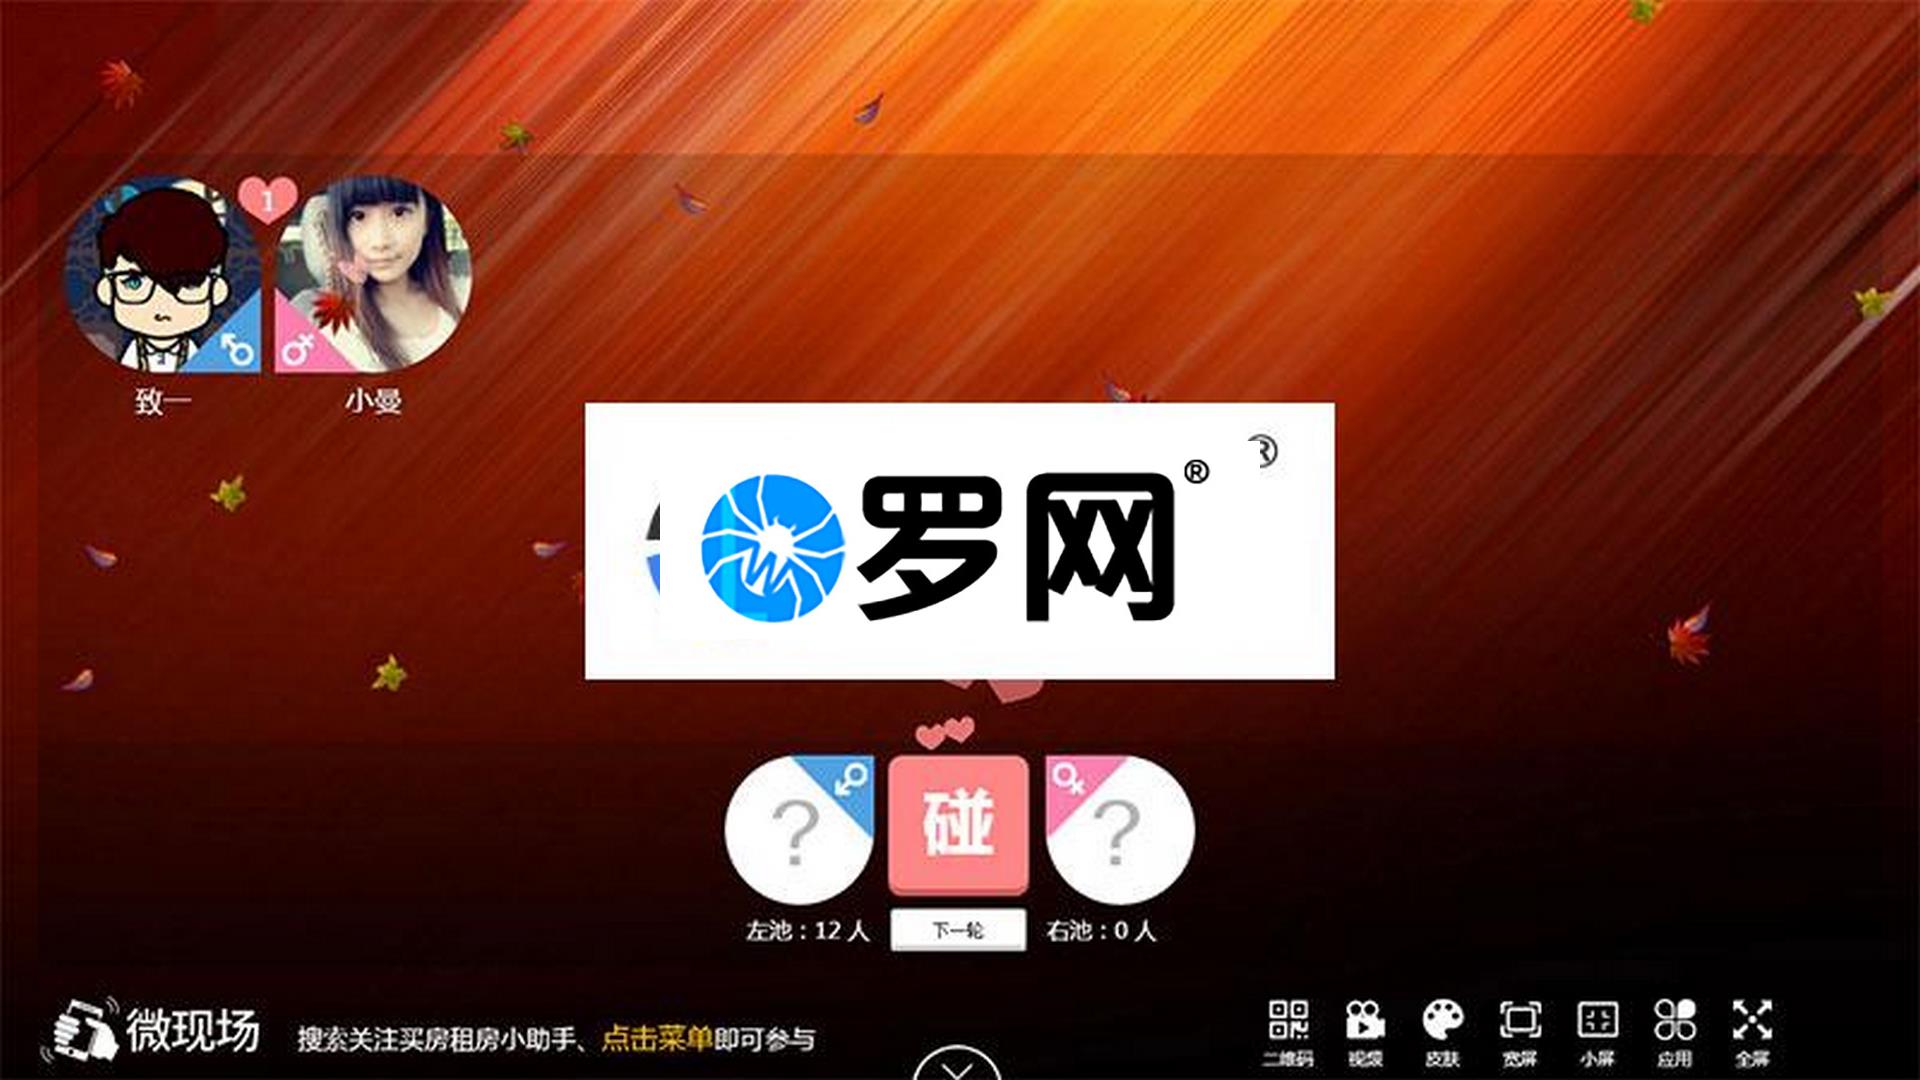 1
致一
小曼
罗网®
®
?
碰
?
左池：12 人
下一轮
右池：0 人
微现场
搜索关注买房租房小助手、点击菜单即可参与
二维码
视频
皮肤
宽屏
小屏
应用
全屏